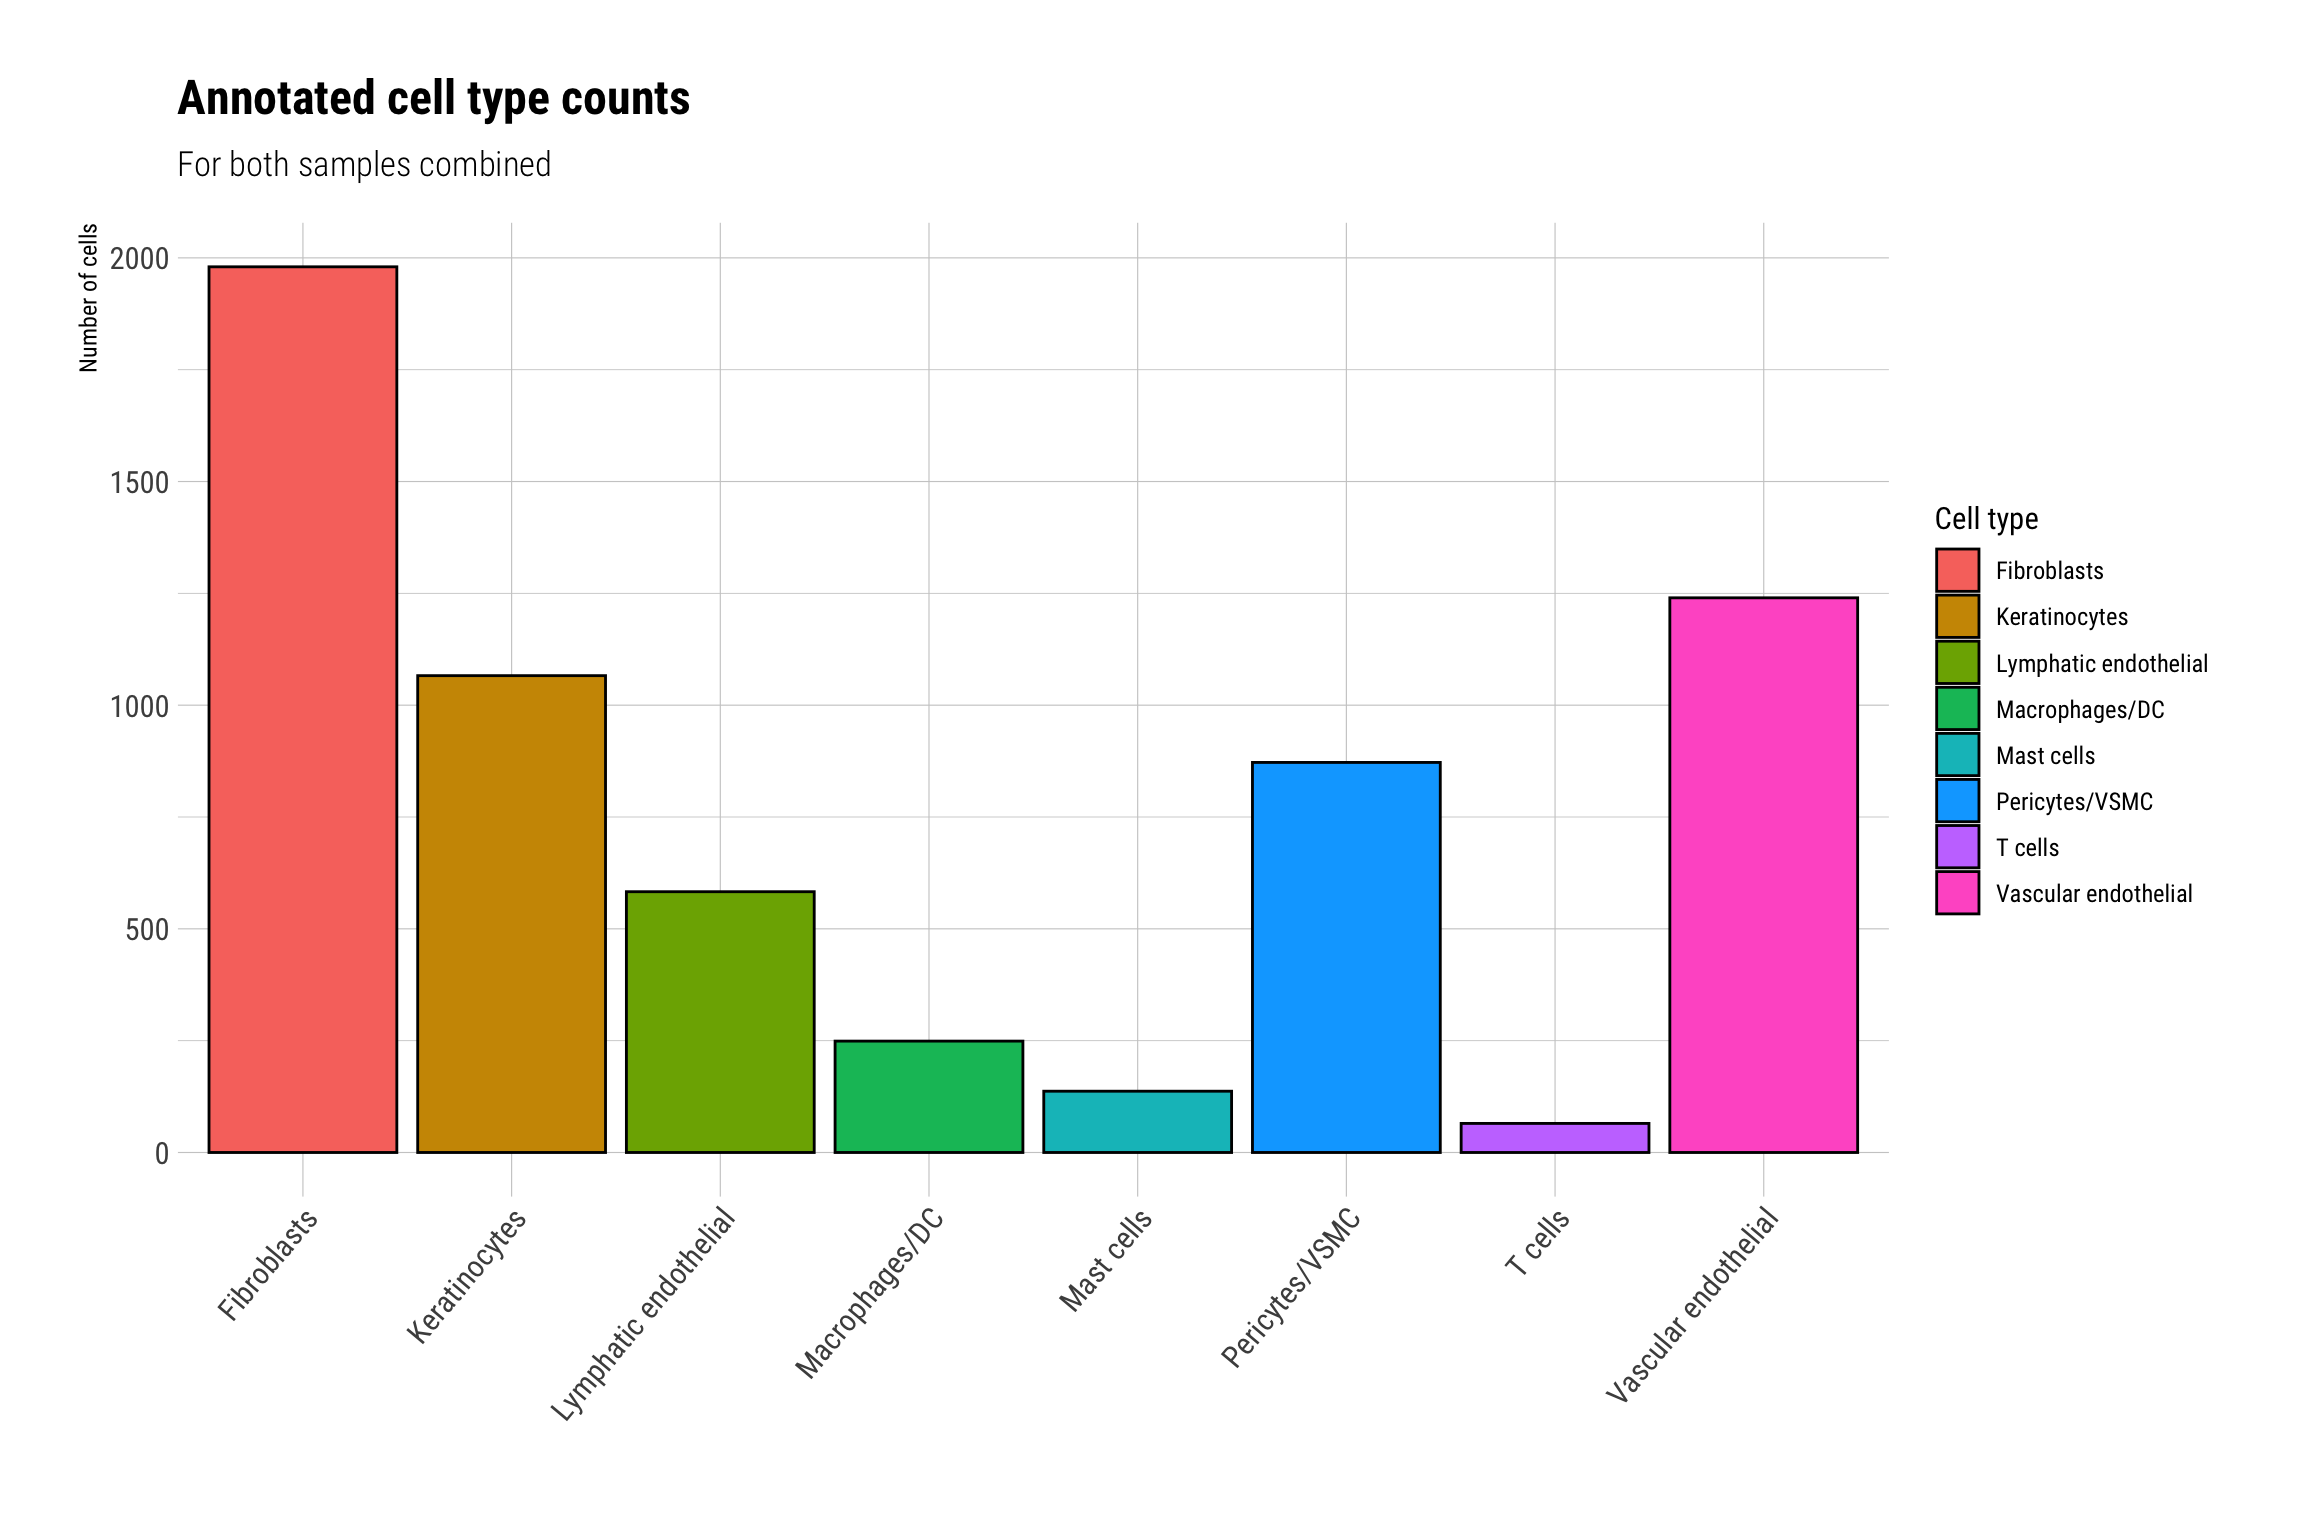 Annotated cell type counts
For both samples combined
Number of cells
2000
1500
1000
500
0
Fibroblasts
Keratinocytes
Lymphatic endothelial
Macrophages/DC
Mast cells
Pericytes/VSMC
T cells
Vascular endothelial
Cell type
Fibroblasts
Keratinocytes
Lymphatic endothelial
Macrophages/DC
Mast cells
Pericytes/VSMC
T cells
Vascular endothelial